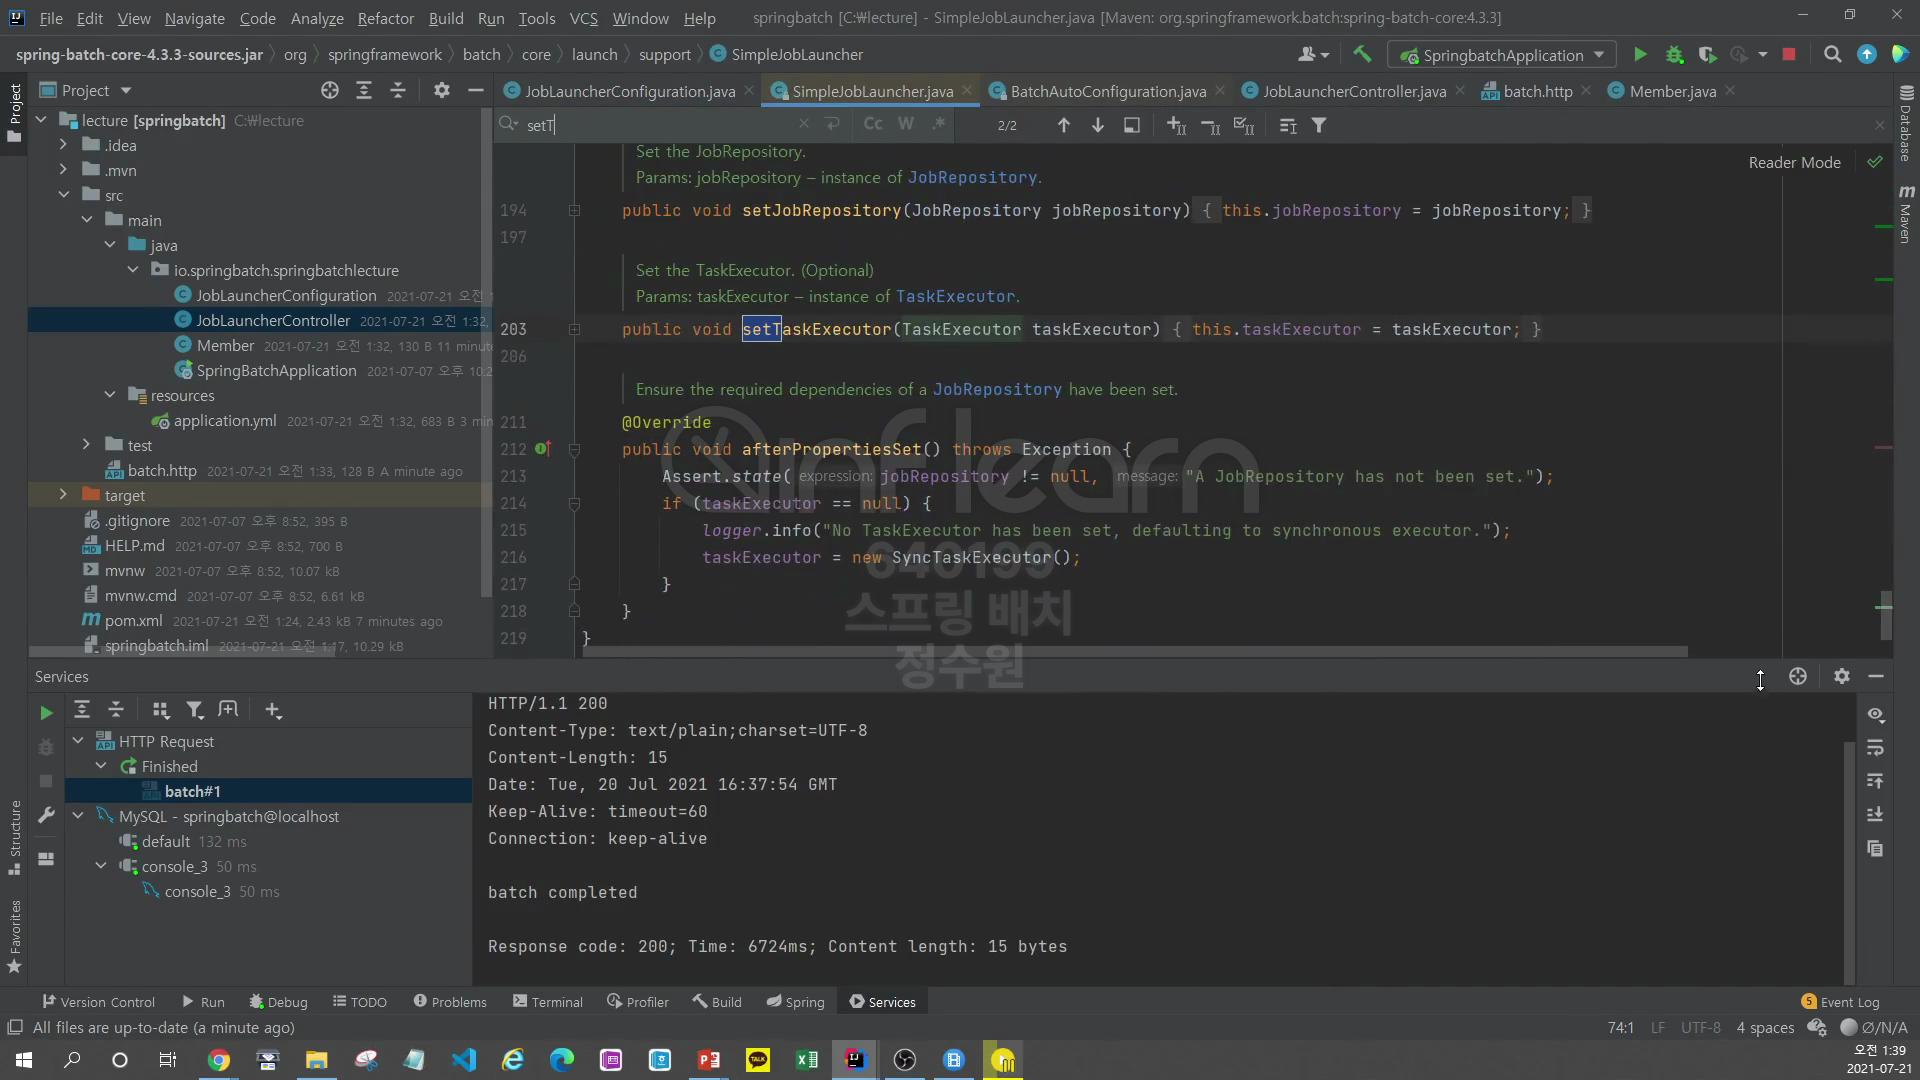 File Edit View Navigate Code Analyze Refactor Build Run Tools VCS Window Help springbatch [C:₩lecture] - SimpleJobLauncher.java [Maven: org.springframework.batch:spring-batch-core:4.3.3]
spring-batch-core-4.3.3-sources.jar org springframework batch core launch support SimpleJobLauncher SpringbatchApplication
Project
JobLauncherConfiguration.java SimpleJobLauncher.java BatchAutoConfiguration.java JobLauncherController.java batch.http Member.java
setT Cc W .* 2/2
Reader Mode
Project
Structure
Favorites
Database
Maven
lecture [springbatch] C:₩lecture
.idea
.mvn
src
main
java
io.springbatch.springbatchlecture
JobLauncherConfiguration 2021-07-21 오전 1
JobLauncherController 2021-07-21 오전 1:32,
Member 2021-07-21 오전 1:32, 130 B 11 minute
SpringBatchApplication 2021-07-07 오후 10:2
resources
application.yml 2021-07-21 오전 1:32, 683 B 3 min
test
batch.http 2021-07-21 오전 1:33, 128 B A minute ago
target
.gitignore 2021-07-07 오후 8:52, 395 B
HELP.md 2021-07-07 오후 8:52, 700 B
mvnw 2021-07-07 오후 8:52, 10.07 kB
mvnw.cmd 2021-07-07 오후 8:52, 6.61 kB
pom.xml 2021-07-21 오전 1:24, 2.43 kB 7 minutes ago
springbatch.iml 2021-07-21 오전 1:17, 10.29 kB
Set the JobRepository.
Params: jobRepository – instance of JobRepository.
194 public void setJobRepository(JobRepository jobRepository) { this.jobRepository = jobRepository; }
197
Set the TaskExecutor. (Optional)
Params: taskExecutor – instance of TaskExecutor.
203 public void setTaskExecutor(TaskExecutor taskExecutor) { this.taskExecutor = taskExecutor; }
206
Ensure the required dependencies of a JobRepository have been set.
211 @Override
212 public void afterPropertiesSet() throws Exception {
213 Assert.state( expression: jobRepository != null, message: "A JobRepository has not been set.");
214 if (taskExecutor == null) {
215 logger.info("No TaskExecutor has been set, defaulting to synchronous executor.");
216 taskExecutor = new SyncTaskExecutor();
217 }
218 }
219 }
inflearn
640199
스프링 배치
정수원
Services
HTTP Request
Finished
batch#1
MySQL - springbatch@localhost
default 132 ms
console_3 50 ms
console_3 50 ms
HTTP/1.1 200
Content-Type: text/plain;charset=UTF-8
Content-Length: 15
Date: Tue, 20 Jul 2021 16:37:54 GMT
Keep-Alive: timeout=60
Connection: keep-alive
batch completed
Response code: 200; Time: 6724ms; Content length: 15 bytes
Version Control Run Debug TODO Problems Terminal Profiler Build Spring Services 5 Event Log
All files are up-to-date (a minute ago) 74:1 LF UTF-8 4 spaces Ø/N/A
오전 1:39
2021-07-21